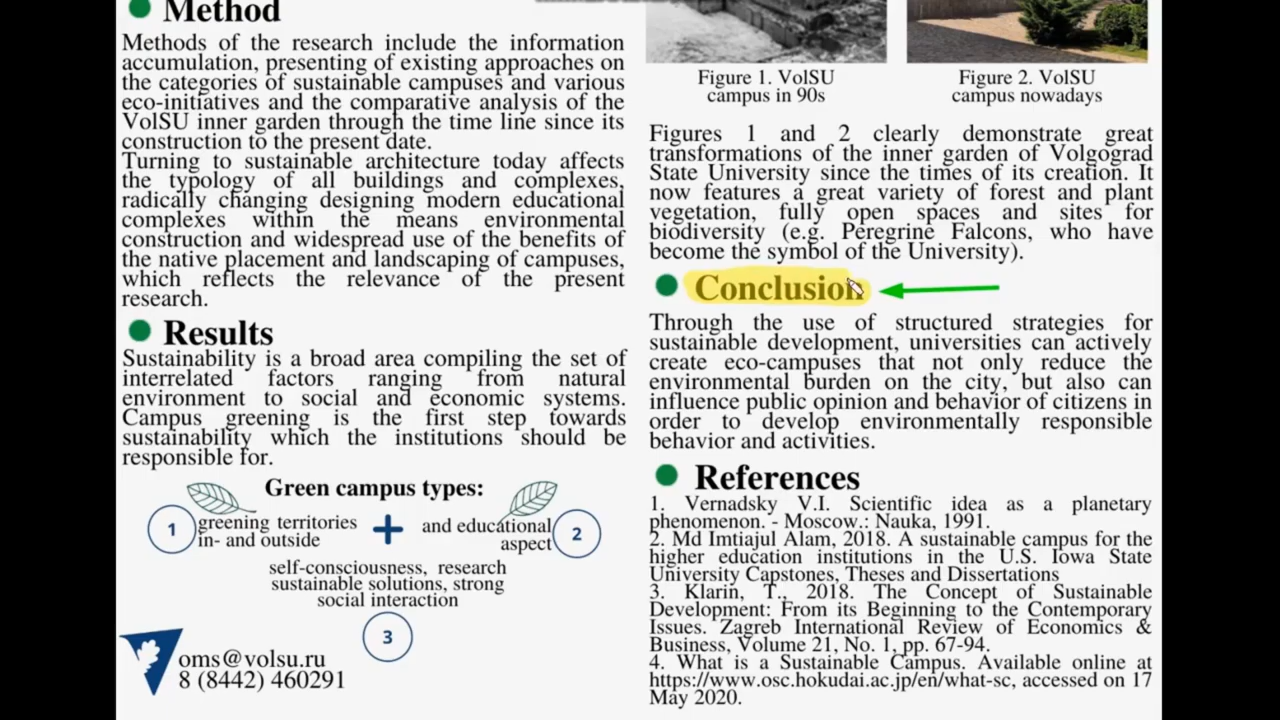 Method
Methods of the research include the information
accumulation, presenting of existing approaches on
the categories of sustainable campuses and various
eco-initiatives and the comparative analysis of the
VolSU inner garden through the time line since its
construction to the present date.
Turning to sustainable architecture today affects
the typology of all buildings and complexes,
radically changing designing modern educational
complexes within the means environmental
construction and widespread use of the benefits of
the native placement and landscaping of campuses,
which reflects the relevance of the present
research.
Results
Sustainability is a broad area compiling the set of
interrelated factors ranging from natural
environment to social and economic systems.
Campus greening is the first step towards
sustainability which the institutions should be
responsible for.
Green campus types:
1
greening territories
in- and outside
+
and educational
aspect
2
self-consciousness, research
sustainable solutions, strong
social interaction
3
oms@volsu.ru
8 (8442) 460291
Figure 1. VolSU
campus in 90s
Figure 2. VolSU
campus nowadays
Figures 1 and 2 clearly demonstrate great
transformations of the inner garden of Volgograd
State University since the times of its creation. It
now features a great variety of forest and plant
vegetation, fully open spaces and sites for
biodiversity (e.g. Peregrine Falcons, who have
become the symbol of the University).
Conclusion
Through the use of structured strategies for
sustainable development, universities can actively
create eco-campuses that not only reduce the
environmental burden on the city, but also can
influence public opinion and behavior of citizens in
order to develop environmentally responsible
behavior and activities.
References
1. Vernadsky V.I. Scientific idea as a planetary
phenomenon. - Moscow.: Nauka, 1991.
2. Md Imtiajul Alam, 2018. A sustainable campus for the
higher education institutions in the U.S. Iowa State
University Capstones, Theses and Dissertations
3. Klarin, T., 2018. The Concept of Sustainable
Development: From its Beginning to the Contemporary
Issues. Zagreb International Review of Economics &
Business, Volume 21, No. 1, pp. 67-94.
4. What is a Sustainable Campus. Available online at
https://www.osc.hokudai.ac.jp/en/what-sc, accessed on 17
May 2020.